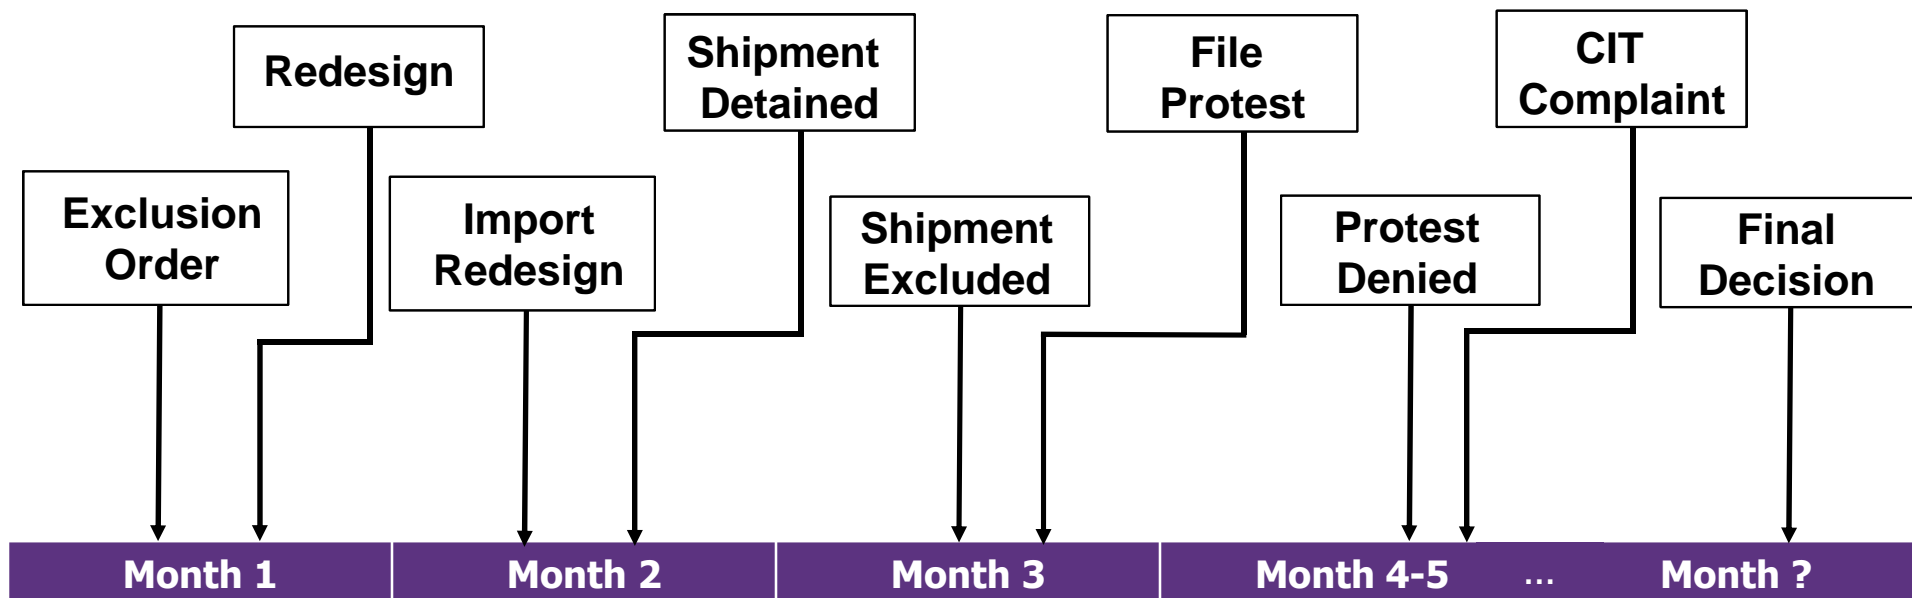 Exclusion
Order
Redesign
Import
Redesign
Shipment
Detained
Shipment
Excluded
File
Protest
Protest
Denied
CIT
Complaint
Final
Decision
Month 1
Month 2
Month 3
Month 4-5
...
Month ?